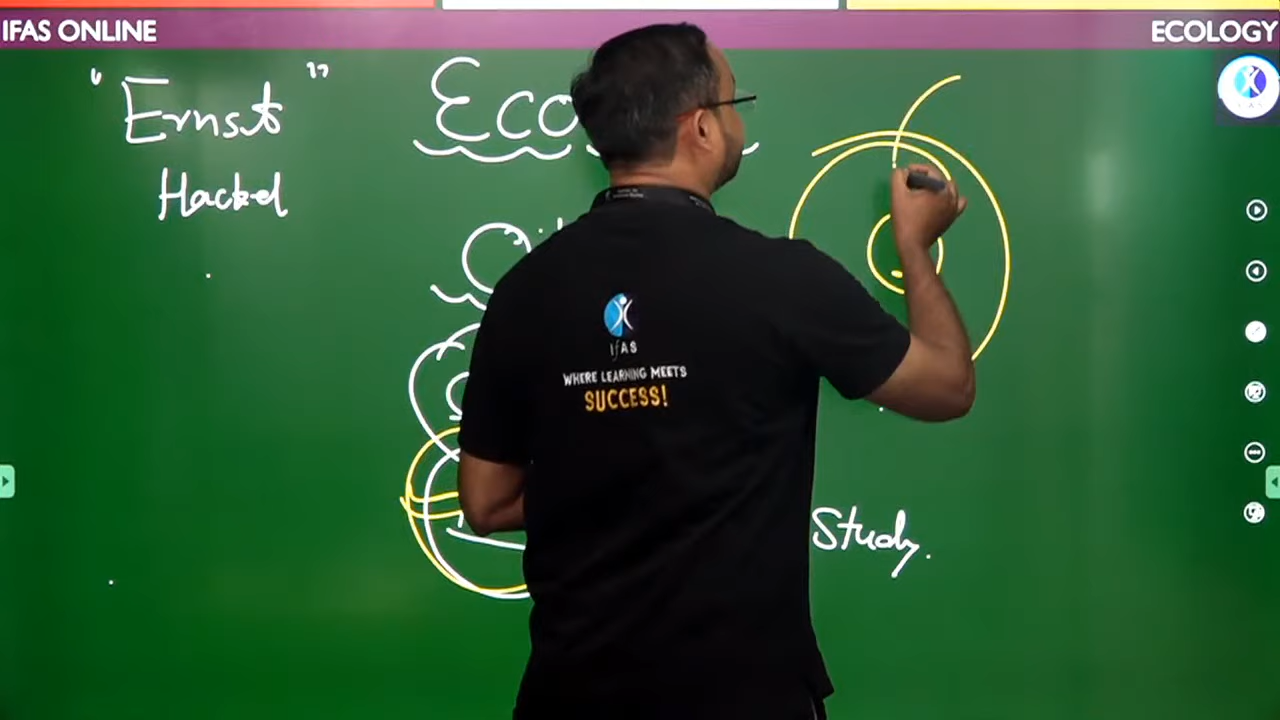 IFAS ONLINE
ECOLOGY
"Ernst"
Hackel
Eco
Study.
IFAS
WHERE LEARNING MEETS
SUCCESS!